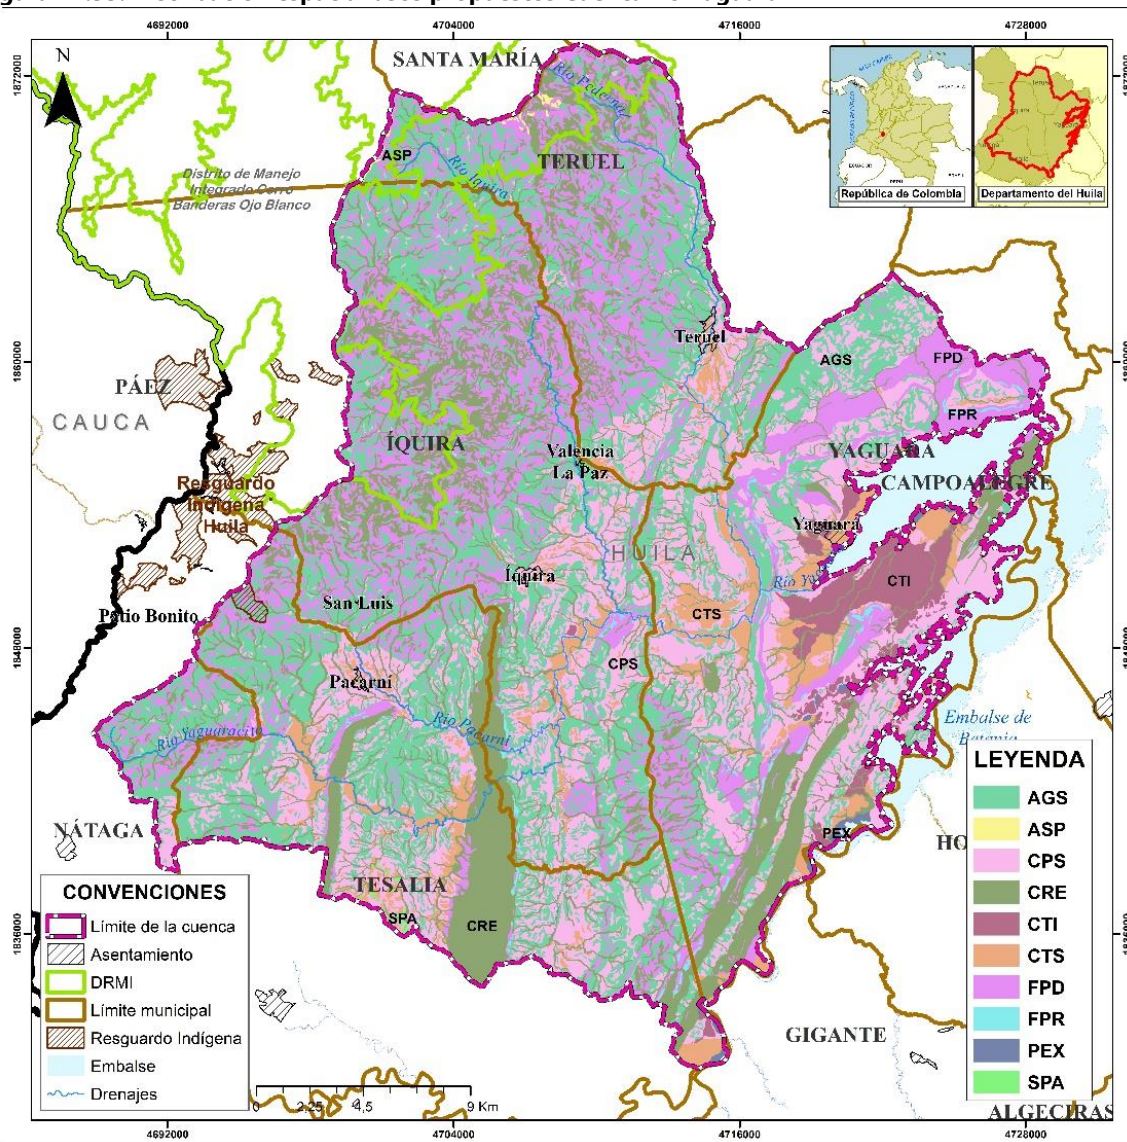 4692000
4704000
4716000
4728000
N
SANTA MARÍA
Río Pedernal
ASP
Río Íquira
TERUEL
Distrito de Manejo
Integrado Cerro
Banderas Ojo Blanco
República de Colombia
Departamento del Huila
1872000
Teruel
AGS
FPD
FPR
1860000
PÁEZ
CAUCA
ÍQUIRA
Valencia
La Paz
YAGUARÁ
CAMPOALEGRE
Resguardo
Indígena
Huila
Yaguará
HUILA
Íquira
CTI
San Luis
CTS
Patio Bonito
1848000
CPS
Pacarní
Río Yaguaracito
Río Pacarní
Embalse de
NÁTAGA
PEX
TESALIA
SPA
CRE
1836000
GIGANTE
ALGECIRAS
LEYENDA
AGS
ASP
CPS
CRE
CTI
CTS
FPD
FPR
PEX
SPA
CONVENCIONES
Límite de la cuenca
Asentamiento
DRMI
Límite municipal
Resguardo Indígena
Embalse
Drenajes
0 2,25 4,5 9 Km
4692000
4704000
4716000
4728000